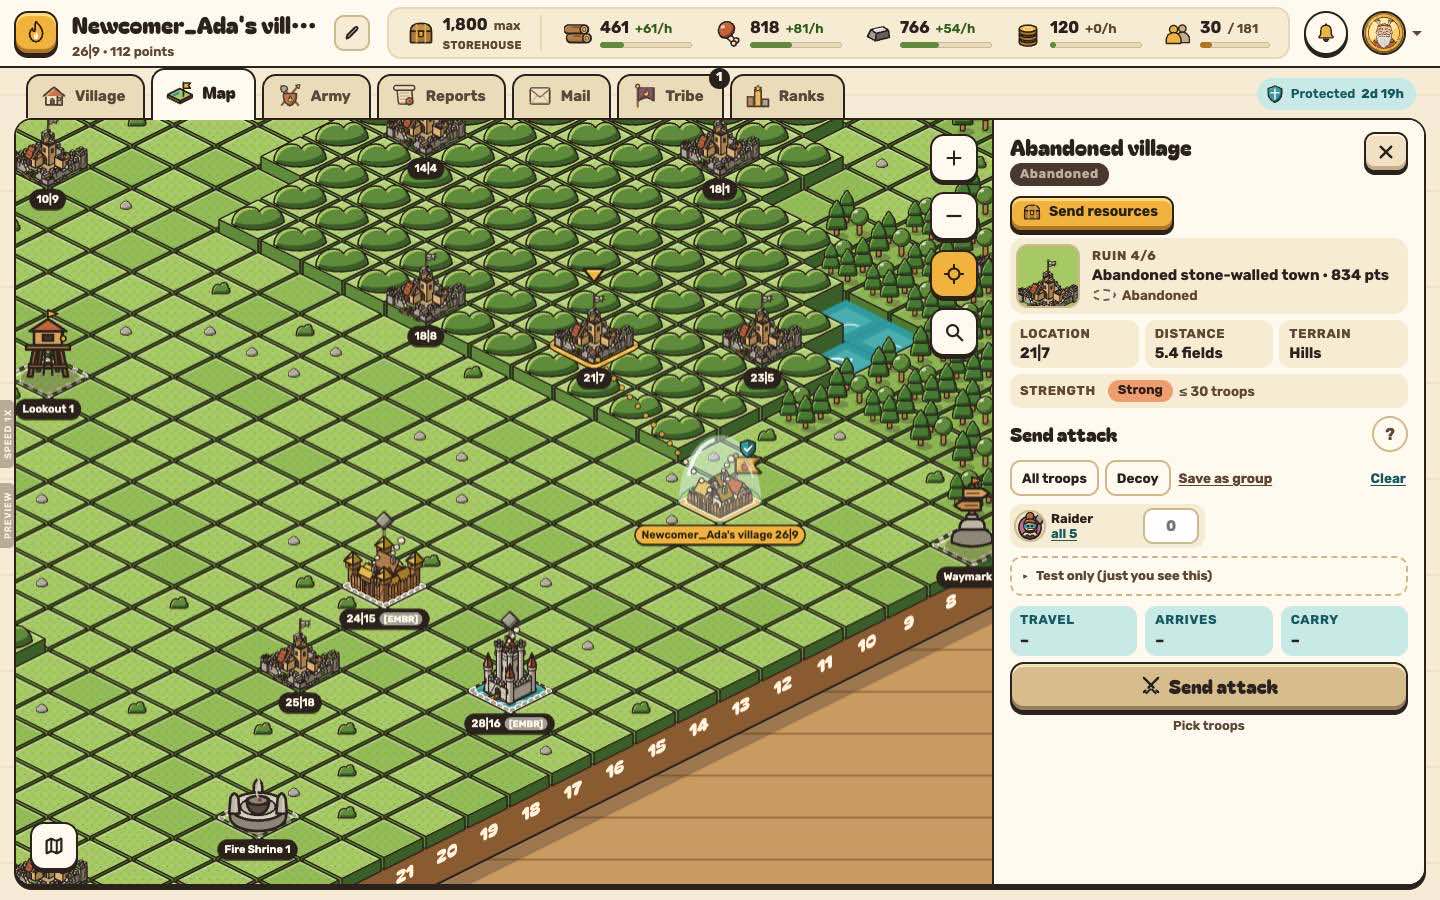 Newcomer_Ada's vill•••
26|9 • 112 points
1,800 max
STOREHOUSE
461 +61/h
818 +81/h
766 +54/h
120 +0/h
30 / 181
Village
Map
Army
Reports
Mail
Tribe
1
Ranks
Protected 2d 19h
10|9
14|4
18|1
18|8
21|7
23|5
Lookout 1
SPEED 1X
PREVIEW
Newcomer_Ada's village 26|9
Waymark
24|15 [EMBR]
25|18
28|16 [EMBR]
Fire Shrine 1
8
9
10
11
12
13
14
15
16
17
18
19
20
21
Abandoned village
Abandoned
Send resources
RUIN 4/6
Abandoned stone-walled town • 834 pts
Abandoned
LOCATION
21|7
DISTANCE
5.4 fields
TERRAIN
Hills
STRENGTH Strong ≤ 30 troops
Send attack
?
All troops
Decoy
Save as group
Clear
Raider
all 5
0
Test only (just you see this)
TRAVEL
–
ARRIVES
–
CARRY
–
Send attack
Pick troops